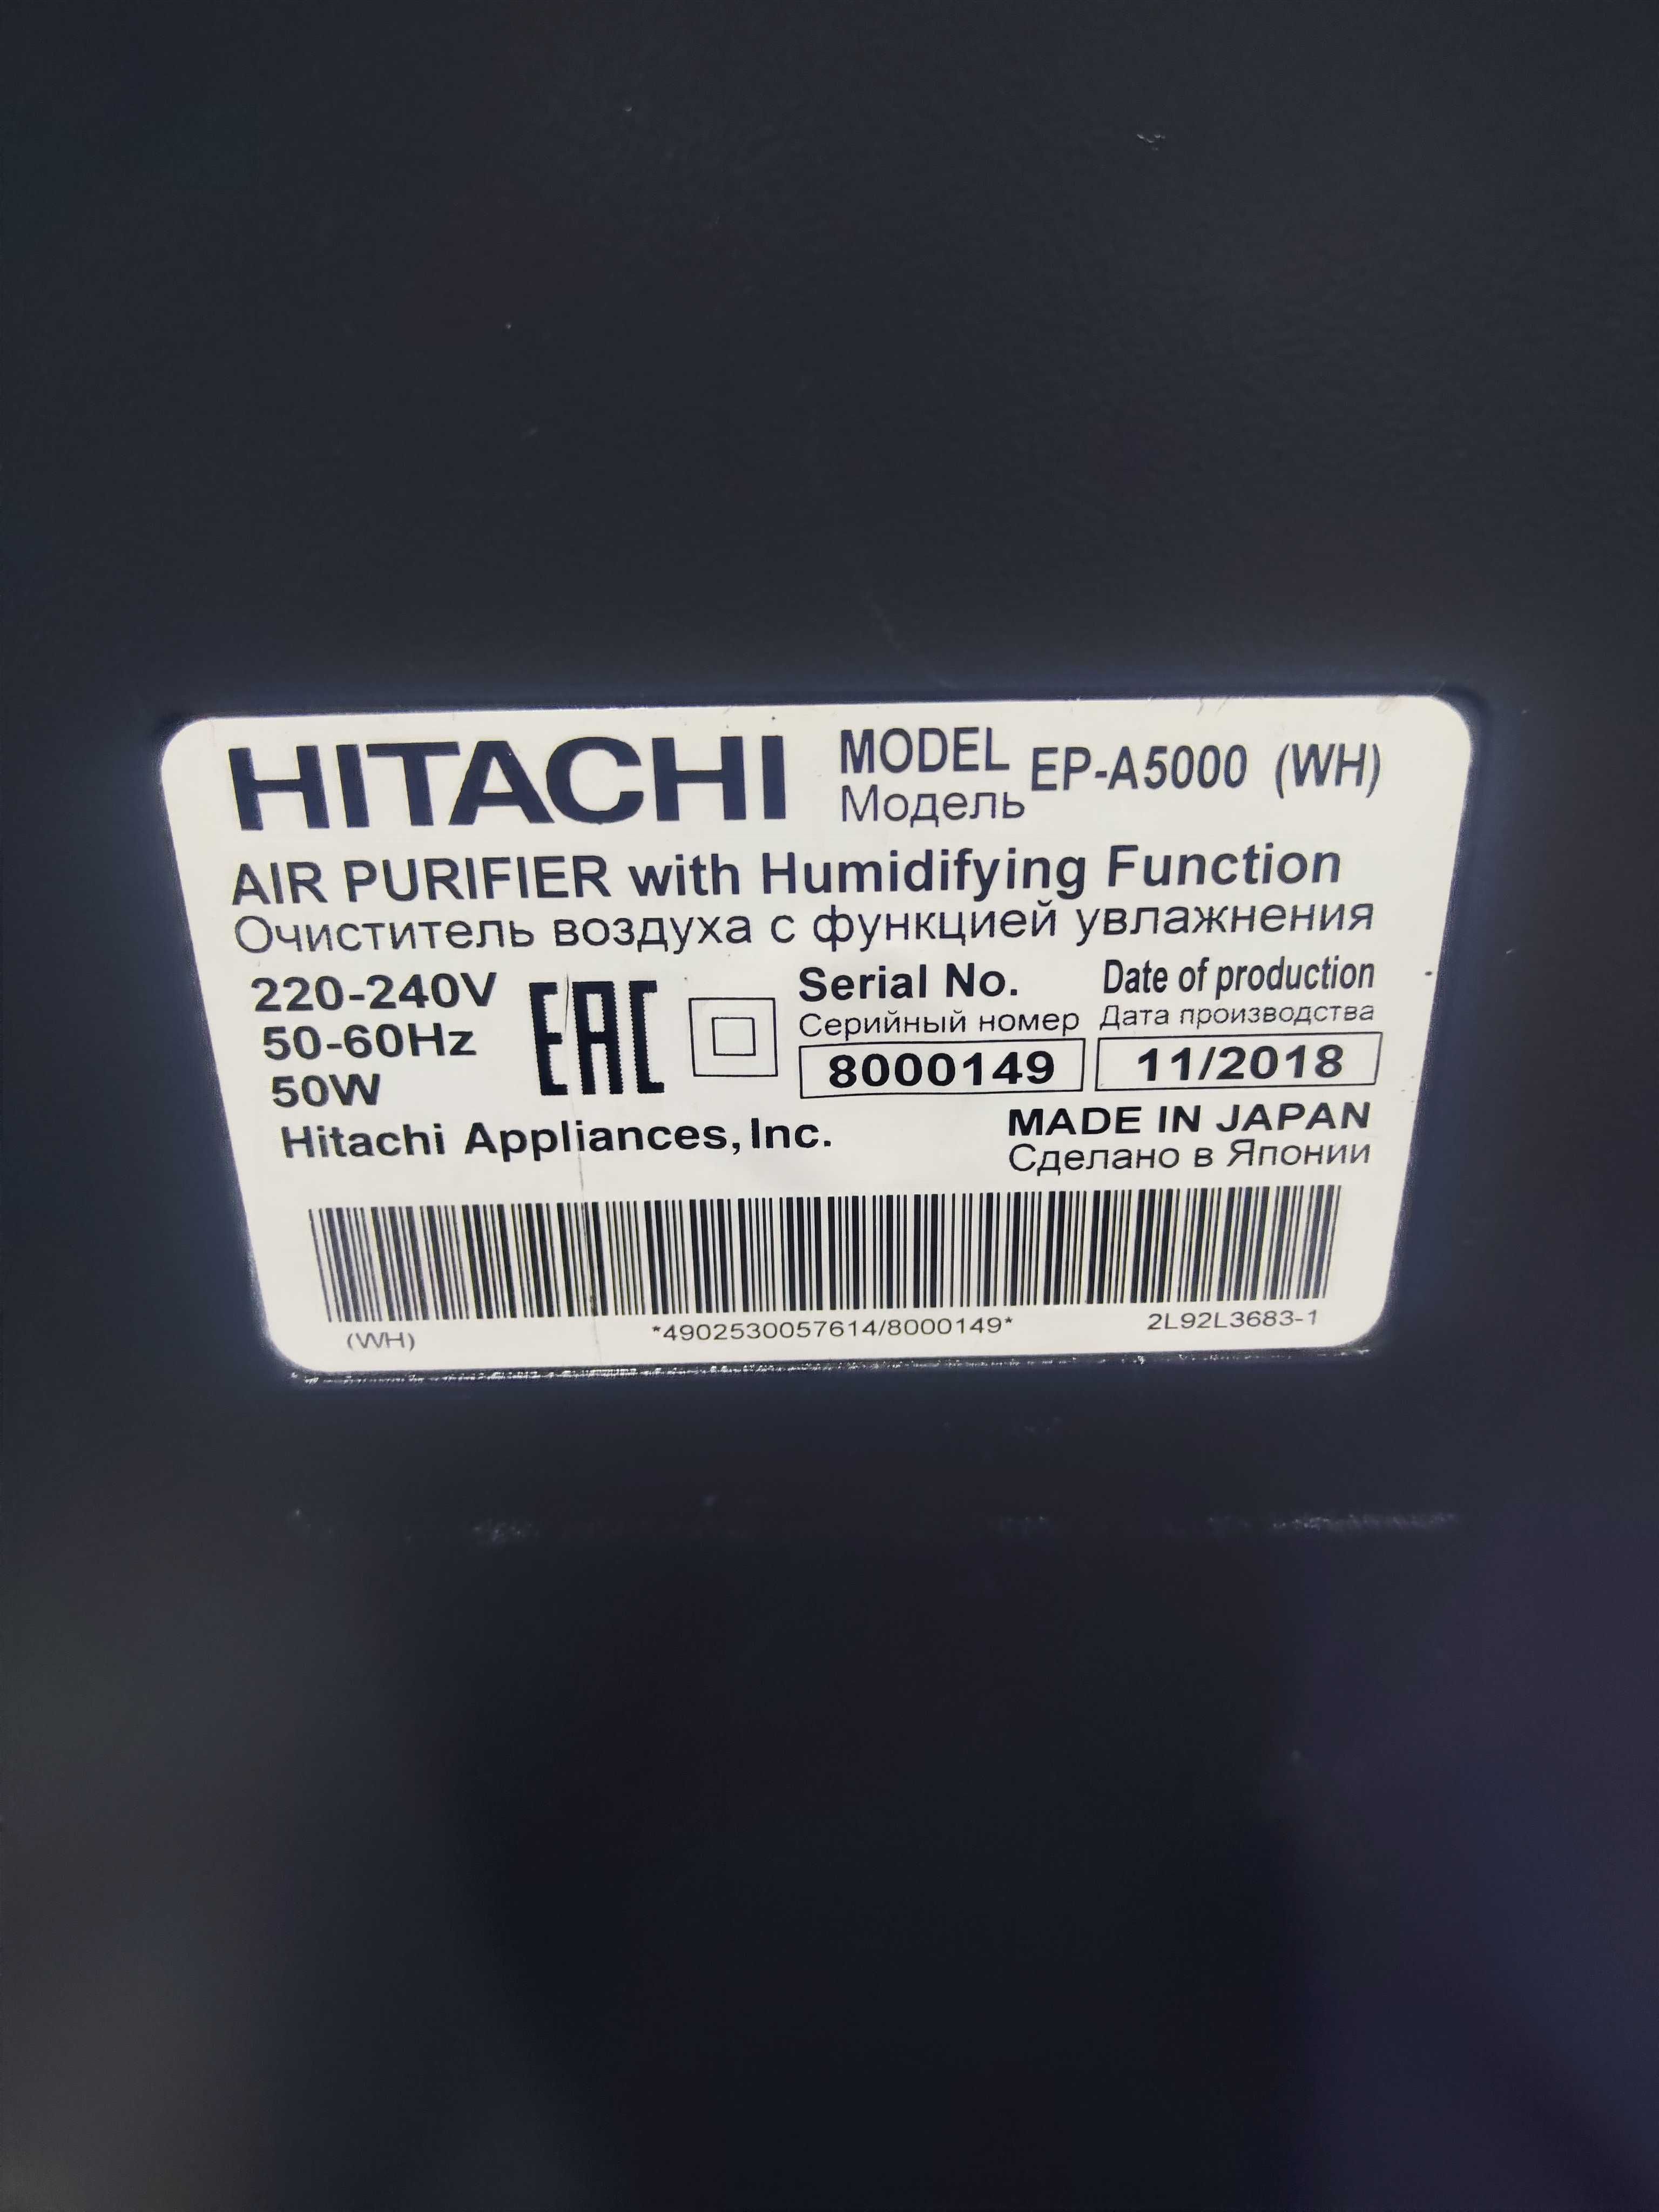 HITACHI MODEL EP-A5000 (WH)
Модель
AIR PURIFIER with Humidifying Function
Очиститель воздуха с функцией увлажнения
220-240V
50-60Hz
50W
EAC
Serial No.
Серийный номер
8000149
Date of production
Дата производства
11/2018
Hitachi Appliances, Inc.
MADE IN JAPAN
Сделано в Японии
(WH) *4902530057614/8000149* 2L92L3683-1